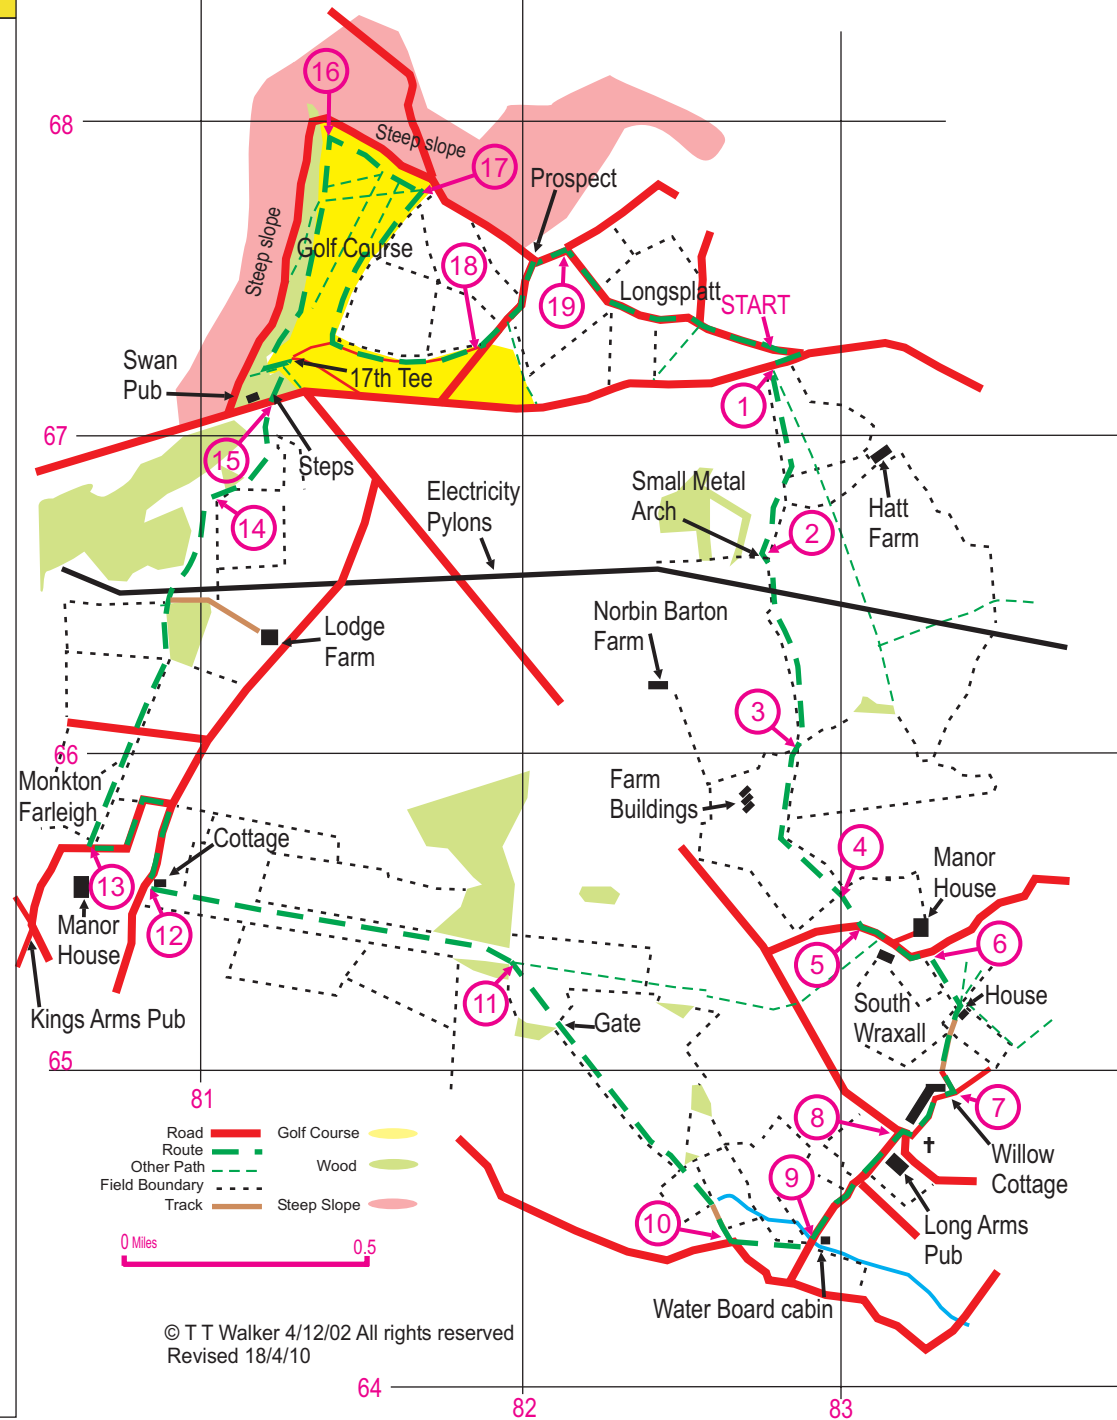 16
68
Steep slope
17
Prospect
Steep slope
Golf Course
18
19
Longsplatt
START
Swan
Pub
17th Tee
1
67
15
Steps
Small Metal
Arch
Electricity
Pylons
14
2
Hatt
Farm
Norbin Barton
Farm
Lodge
Farm
3
66
Monkton
Farleigh
Farm
Buildings
Cottage
4
Manor
House
13
Manor
House
12
5
6
11
South
Wraxall
House
Kings Arms Pub
Gate
65
81
7
8
Road
Golf Course
Route
Other Path
Wood
Field Boundary
Track
Steep Slope
Willow
Cottage
9
10
Long Arms
Pub
0 Miles
0.5
Water Board cabin
© T T Walker 4/12/02 All rights reserved
Revised 18/4/10
64
82
83